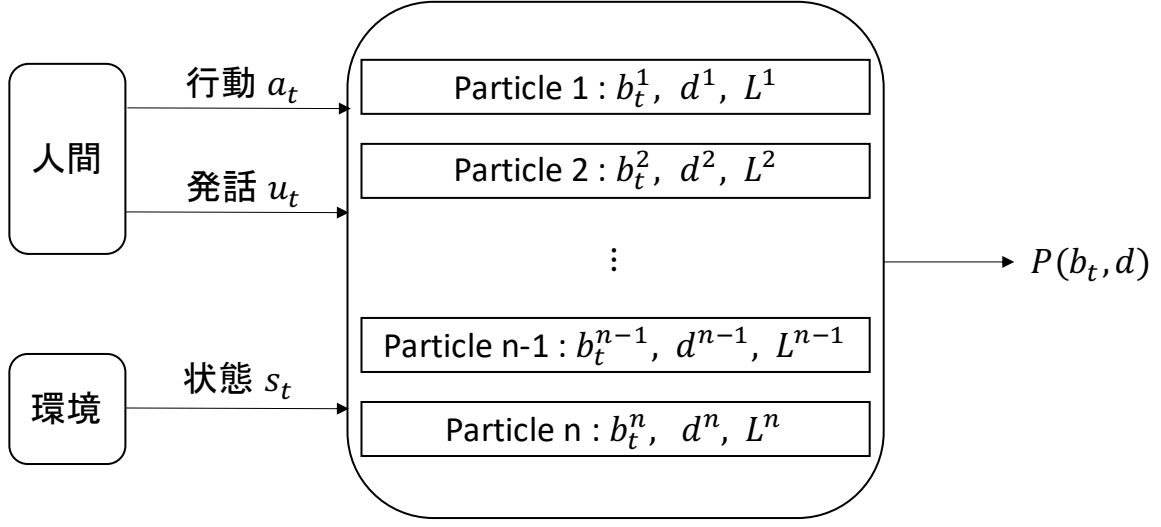 人間
行動 a_t
発話 u_t
環境
状態 s_t
Particle 1 : b_t^1, d^1, L^1
Particle 2 : b_t^2, d^2, L^2
⋮
Particle n-1 : b_t^{n-1}, d^{n-1}, L^{n-1}
Particle n : b_t^n, d^n, L^n
P(b_t, d)